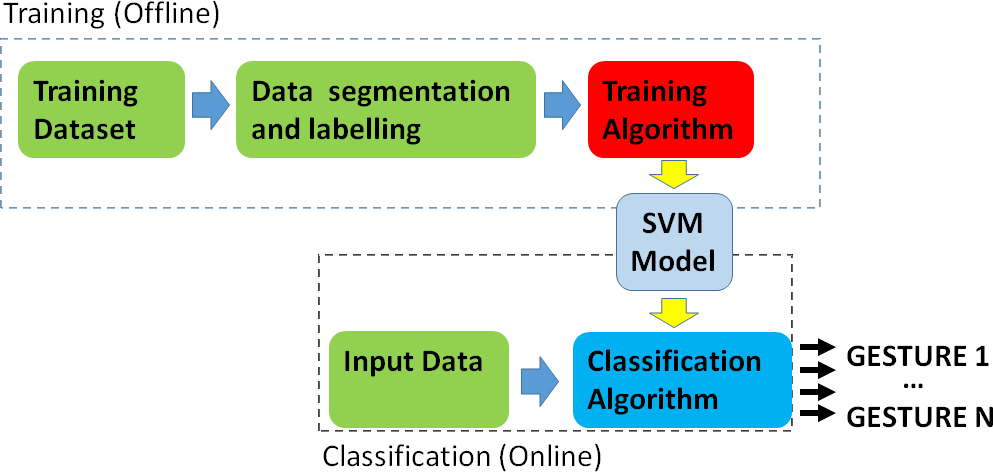 Training (Offline)
Training
Dataset
Data segmentation
and labelling
Training
Algorithm
SVM
Model
Input Data
Classification
Algorithm
GESTURE 1
...
GESTURE N
Classification (Online)